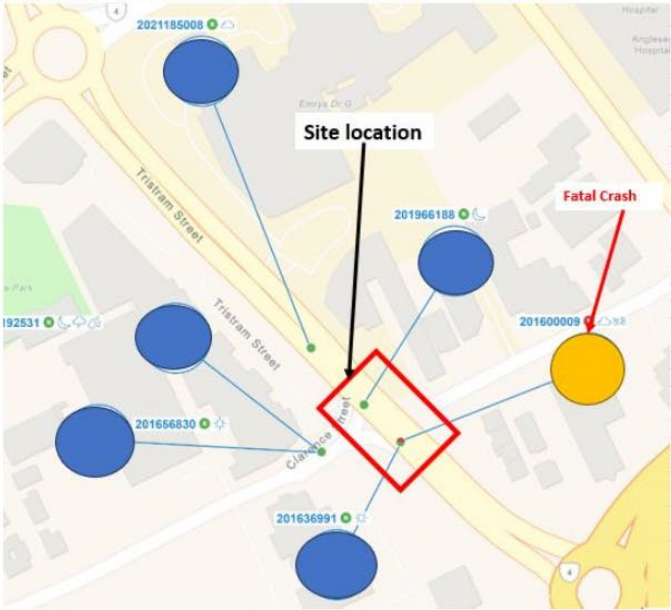 4
Hospital
2021185008
Anglesea
Hospital
Emrys Dr G
Site location
Fatal Crash
Tristram Street
201966188
Tristram Street
192531
201600009
201656830
Clarence Street
201636991
4